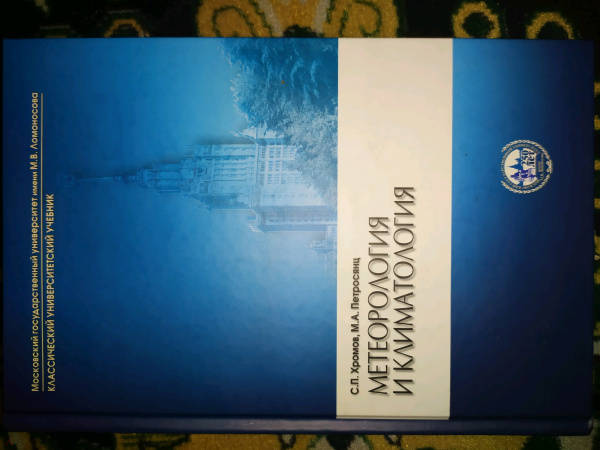 Московский государственный университет имени М.В. Ломоносова
КЛАССИЧЕСКИЙ УНИВЕРСИТЕТСКИЙ УЧЕБНИК
С.П. Хромов, М.А. Петросянц
МЕТЕОРОЛОГИЯ
И КЛИМАТОЛОГИЯ